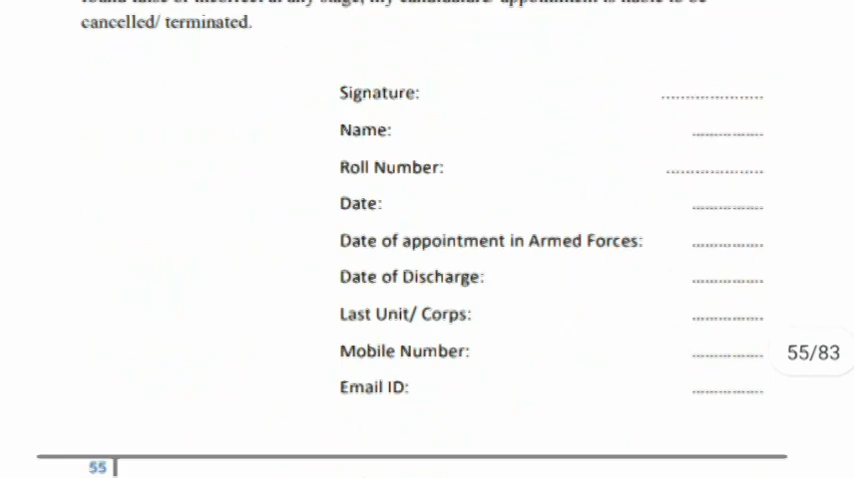 cancelled/ terminated.
Signature: ......................
Name: ...............
Roll Number: .....................
Date: ...............
Date of appointment in Armed Forces: ...............
Date of Discharge: ...............
Last Unit/ Corps: ...............
Mobile Number: ...............
55/83
Email ID: ...............
55